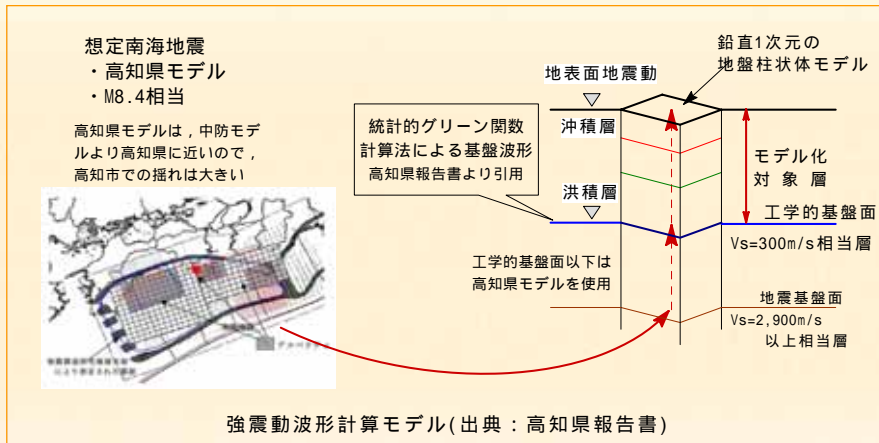 想定南海地震
・高知県モデル
・M8.4相当
高知県モデルは，中防モデ
ルより高知県に近いので，
高知市での揺れは大きい
鉛直1次元の
地盤柱状体モデル
地表面地震動
統計的グリーン関数
計算法による基盤波形
高知県報告書より引用
沖積層
モデル化
対象層
洪積層
工学的基盤面
Vs=300m/s相当層
工学的基盤面以下は
高知県モデルを使用
地震基盤面
Vs=2,900m/s
以上相当層
アスペリティ
強震動波形計算モデル(出典：高知県報告書)